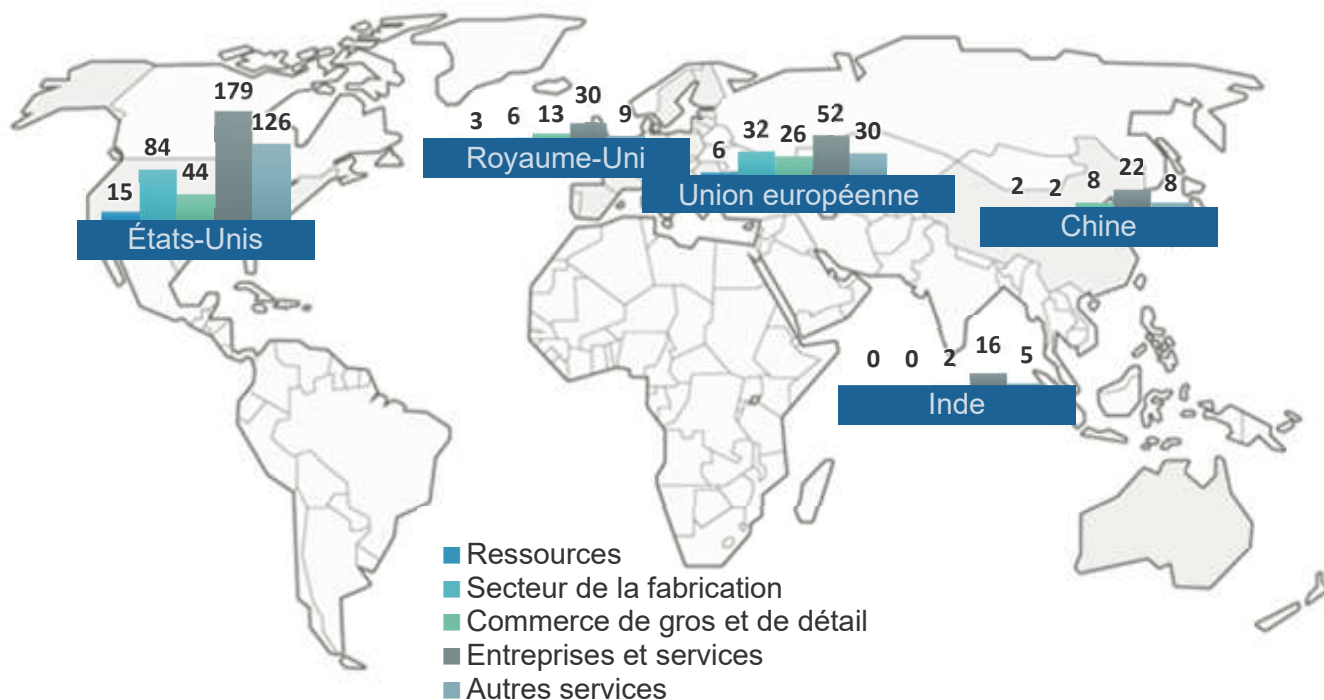 15 84 44 179 126
États-Unis
3 6 13 30 9
Royaume-Uni
6 32 26 52 30
Union européenne
2 2 8 22 8
Chine
0 0 2 16 5
Inde
Ressources
Secteur de la fabrication
Commerce de gros et de détail
Entreprises et services
Autres services